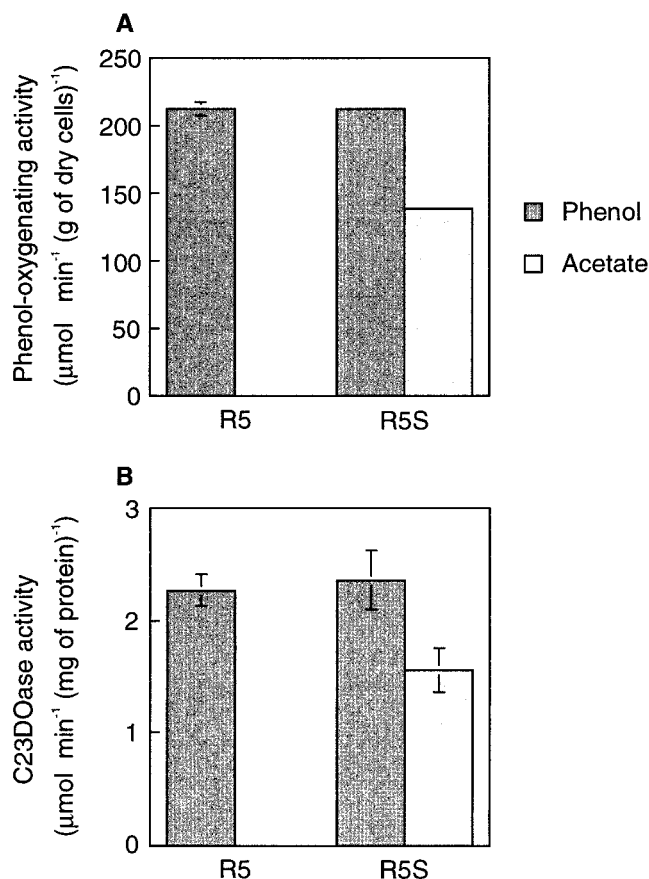 A
Phenol-oxygenating activity
(µmol min⁻¹ (g of dry cells)⁻¹
250
200
150
100
50
0
R5
R5S
Phenol
Acetate
B
C23DOase activity
(µmol min⁻¹ (mg of protein)⁻¹
3
2
1
0
R5
R5S